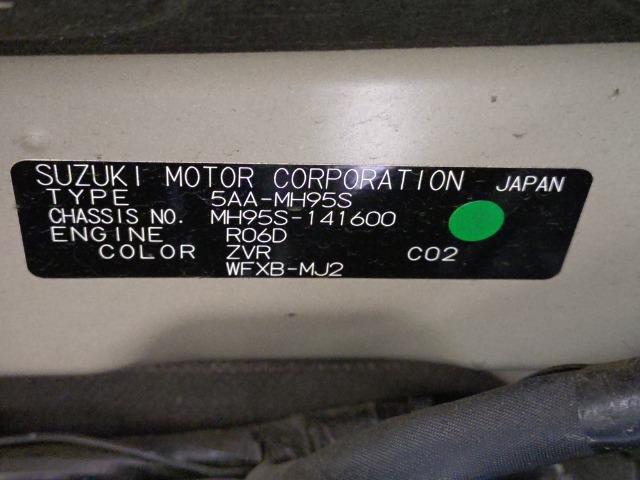 SUZUKI MOTOR CORPORATION JAPAN
TYPE 5AA-MH95S
CHASSIS NO. MH95S-141600
ENGINE R06D
COLOR ZVR C02
WFXB-MJ2